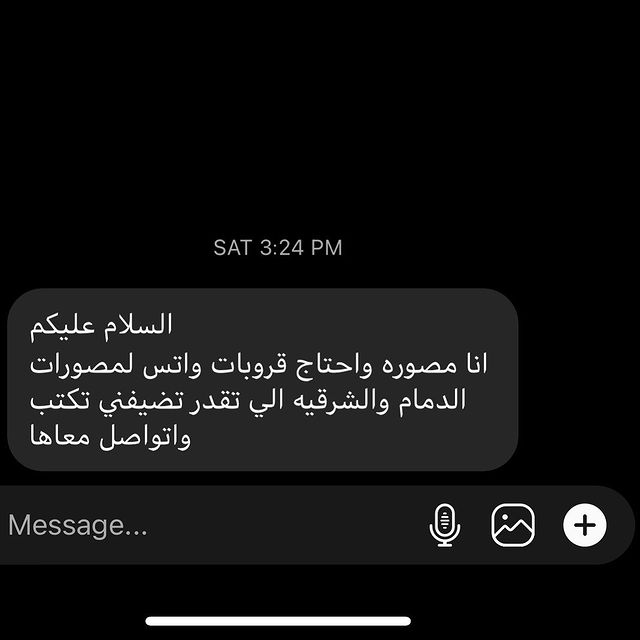 SAT 3:24 PM
السلام عليكم
انا مصوره واحتاج قروبات واتس لمصورات
الدمام والشرقيه الي تقدر تضيفني تكتب
واتواصل معاها
Message...